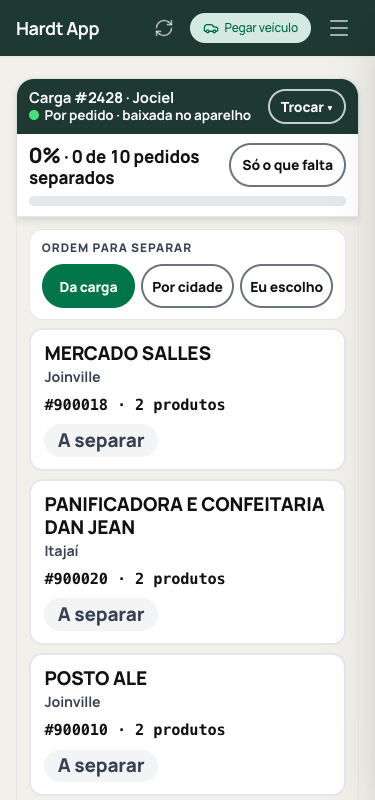 Hardt App
Pegar veículo
Carga #2428 · Jociel
Trocar ▾
Por pedido · baixada no aparelho
0% · 0 de 10 pedidos
separados
Só o que falta
ORDEM PARA SEPARAR
Da carga
Por cidade
Eu escolho
MERCADO SALLES
Joinville
#900018 · 2 produtos
A separar
PANIFICADORA E CONFEITARIA
DAN JEAN
Itajaí
#900020 · 2 produtos
A separar
POSTO ALE
Joinville
#900010 · 2 produtos
A separar